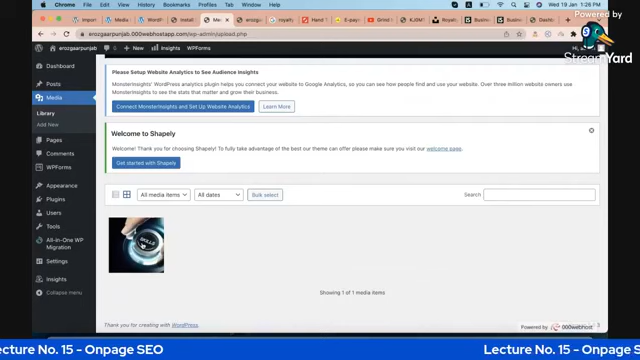 Chrome File Edit View History Bookmarks Profiles Tab Window Help
Wed 19 Jan 1:26 PM
Powered by
StreamYard
erozgaarpunjab.000webhostapp.com/wp-admin/upload.php
erozgaarpunjab
0
New
Insights
WPForms
Dashboard
Posts
Media
Library
Add New
Pages
Comments
WPForms
Appearance
Plugins
Users
Tools
All-in-One WP
Migration
Settings
Insights
Collapse menu
Please Setup Website Analytics to See Audience Insights
MonsterInsights' WordPress analytics plugin helps you connect your website to Google Analytics, so you can see how people find and use your website. Over three million website owners use
MonsterInsights to see the stats that matter and grow their business.
Connect MonsterInsights and Set Up Website Analytics
Learn More
Welcome to Shapely
Welcome! Thank you for choosing Shapely! To fully take advantage of the best our theme can offer please make sure you visit our welcome page.
Get started with Shapely
All media items
All dates
Bulk select
Search
SKILLS
Showing 1 of 1 media items
Thank you for creating with WordPress.
Powered by 000webhost
Lecture No. 15 - Onpage SEO
Lecture No. 15 - Onpage S